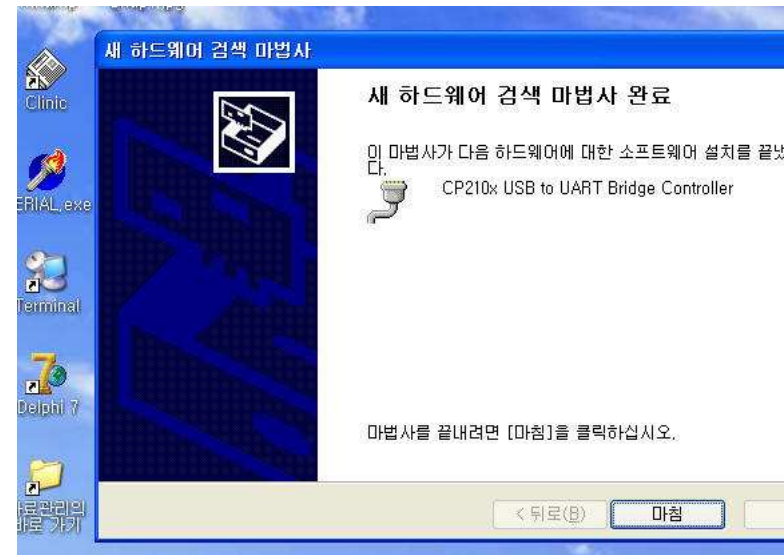 새 하드웨어 검색 마법사
Clinic
새 하드웨어 검색 마법사 완료
이 마법사가 다음 하드웨어에 대한 소프트웨어 설치를 끝냈
다.
CP210x USB to UART Bridge Controller
ERIAL.exe
Terminal
Delphi 7
마법사를 끝내려면 [마침]을 클릭하십시오.
바로 가기
< 뒤로(B)
마침